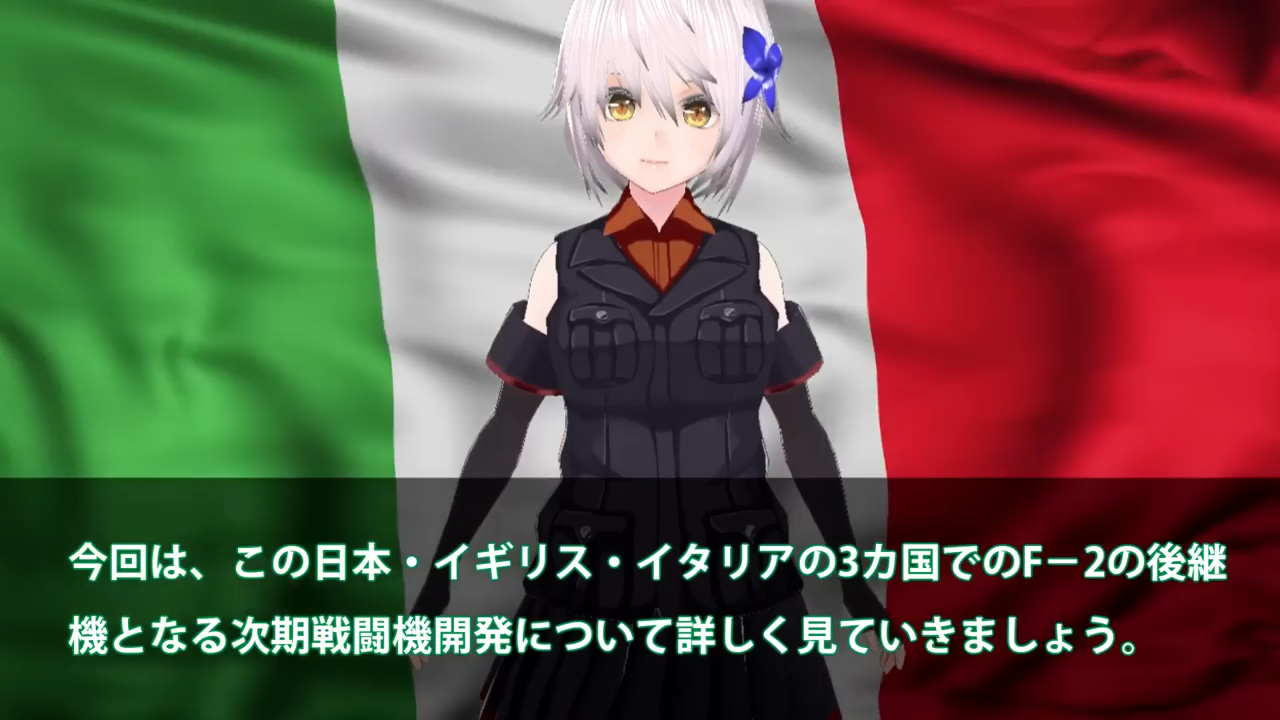 今回は、この日本・イギリス・イタリアの3カ国でのF－2の後継
機となる次期戦闘機開発について詳しく見ていきましょう。